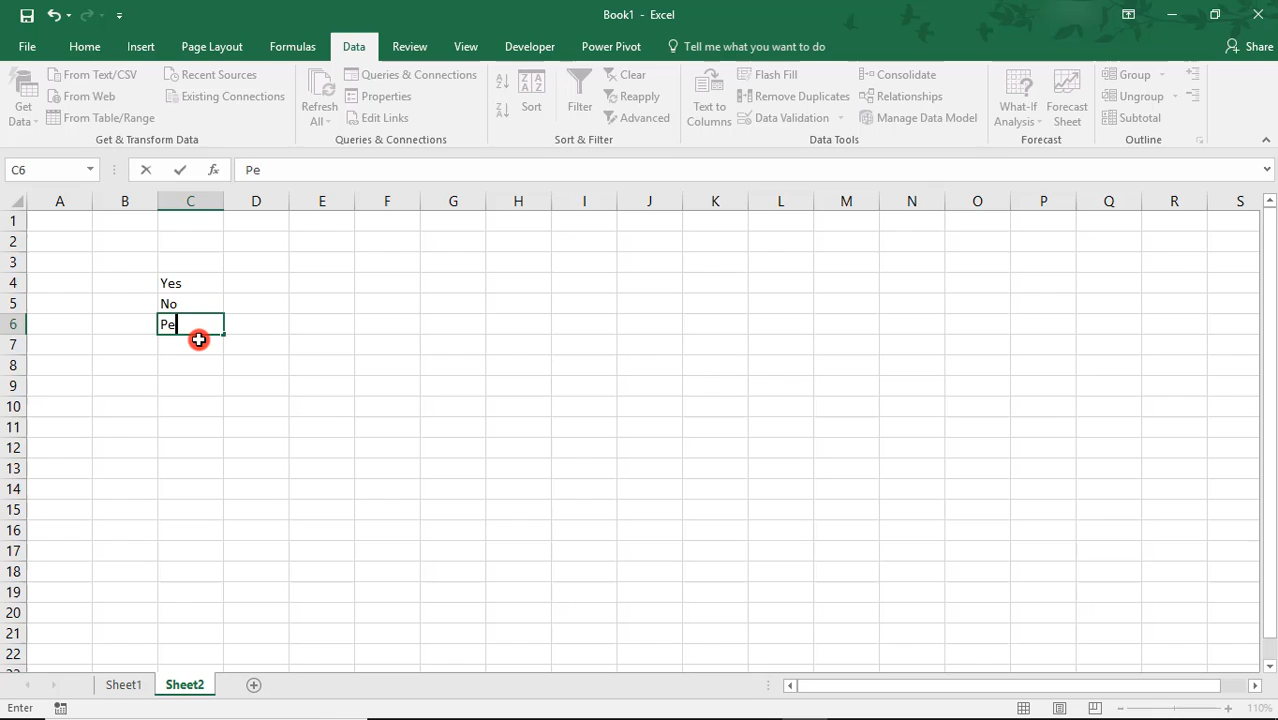 Book1 - Excel
File Home Insert Page Layout Formulas Data Review View Developer Power Pivot Tell me what you want to do Share
Get Data
From Text/CSV
From Web
From Table/Range
Recent Sources
Existing Connections
Get & Transform Data
Refresh All
Queries & Connections
Properties
Edit Links
Queries & Connections
Sort
Filter
Clear
Reapply
Advanced
Sort & Filter
Text to Columns
Flash Fill
Remove Duplicates
Data Validation
Consolidate
Relationships
Manage Data Model
Data Tools
What-If Analysis
Forecast Sheet
Forecast
Group
Ungroup
Subtotal
Outline
C6 fx Pe
A B C D E F G H I J K L M N O P Q R S
1
2
3
4 Yes
5 No
6 Pe
7
8
9
10
11
12
13
14
15
16
17
18
19
20
21
22
Sheet1 Sheet2
Enter 110%